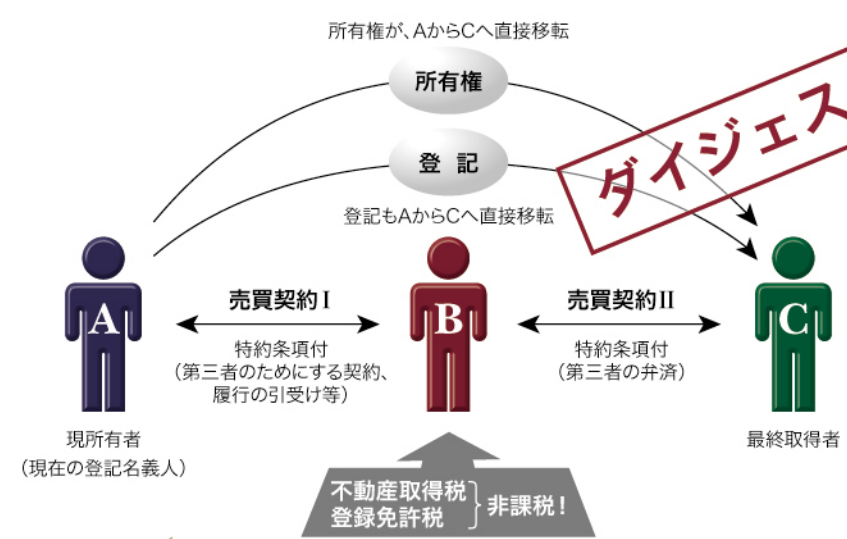 所有権が、AからCへ直接移転
所有権
ダイジェス
登 記
登記もAからCへ直接移転
A
売買契約Ⅰ
B
売買契約Ⅱ
C
特約条項付
(第三者のためにする契約、
履行の引受け等)
特約条項付
(第三者の弁済)
現所有者
(現在の登記名義人)
最終取得者
不動産取得税
登録免許税
非課税！